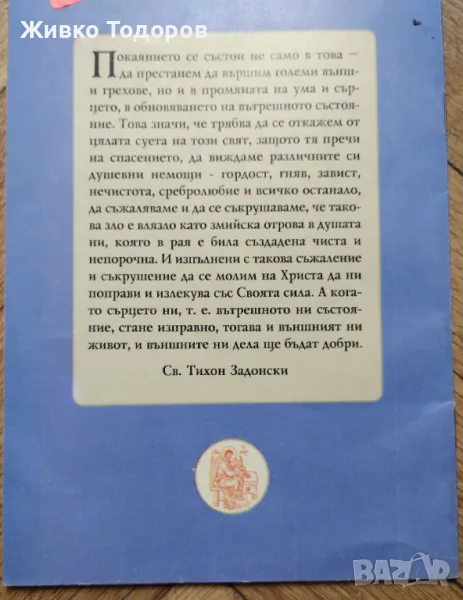 Живко Тодоров
Покаянието се състои не само в това –
да престанем да вършим големи външ-
ни грехове, но и в промяната на ума и сър-
цето, в обновяването на вътрешното състоя-
ние. Това значи, че трябва да се откажем от
цялата суета на този свят, защото тя пречи
на спасението, да виждаме различните си
душевни немощи - гордост, гняв, завист,
нечистота, сребролюбие и всичко останало,
да съжаляваме и да се съкрушаваме, че тако-
ва зло е влязло като змийска отрова в душата
ни, която в рая е била създадена чиста и
непорочна. И изпълнени с такова съжаление
и съкрушение да се молим на Христа да ни
поправи и излекува със Своята сила. А кога-
то сърцето ни, т. е. вътрешното ни състоя-
ние, стане изправно, тогава и външният ни
живот, и външните ни дела ще бъдат добри.
Св. Тихон Задонски
BAZAR
bg